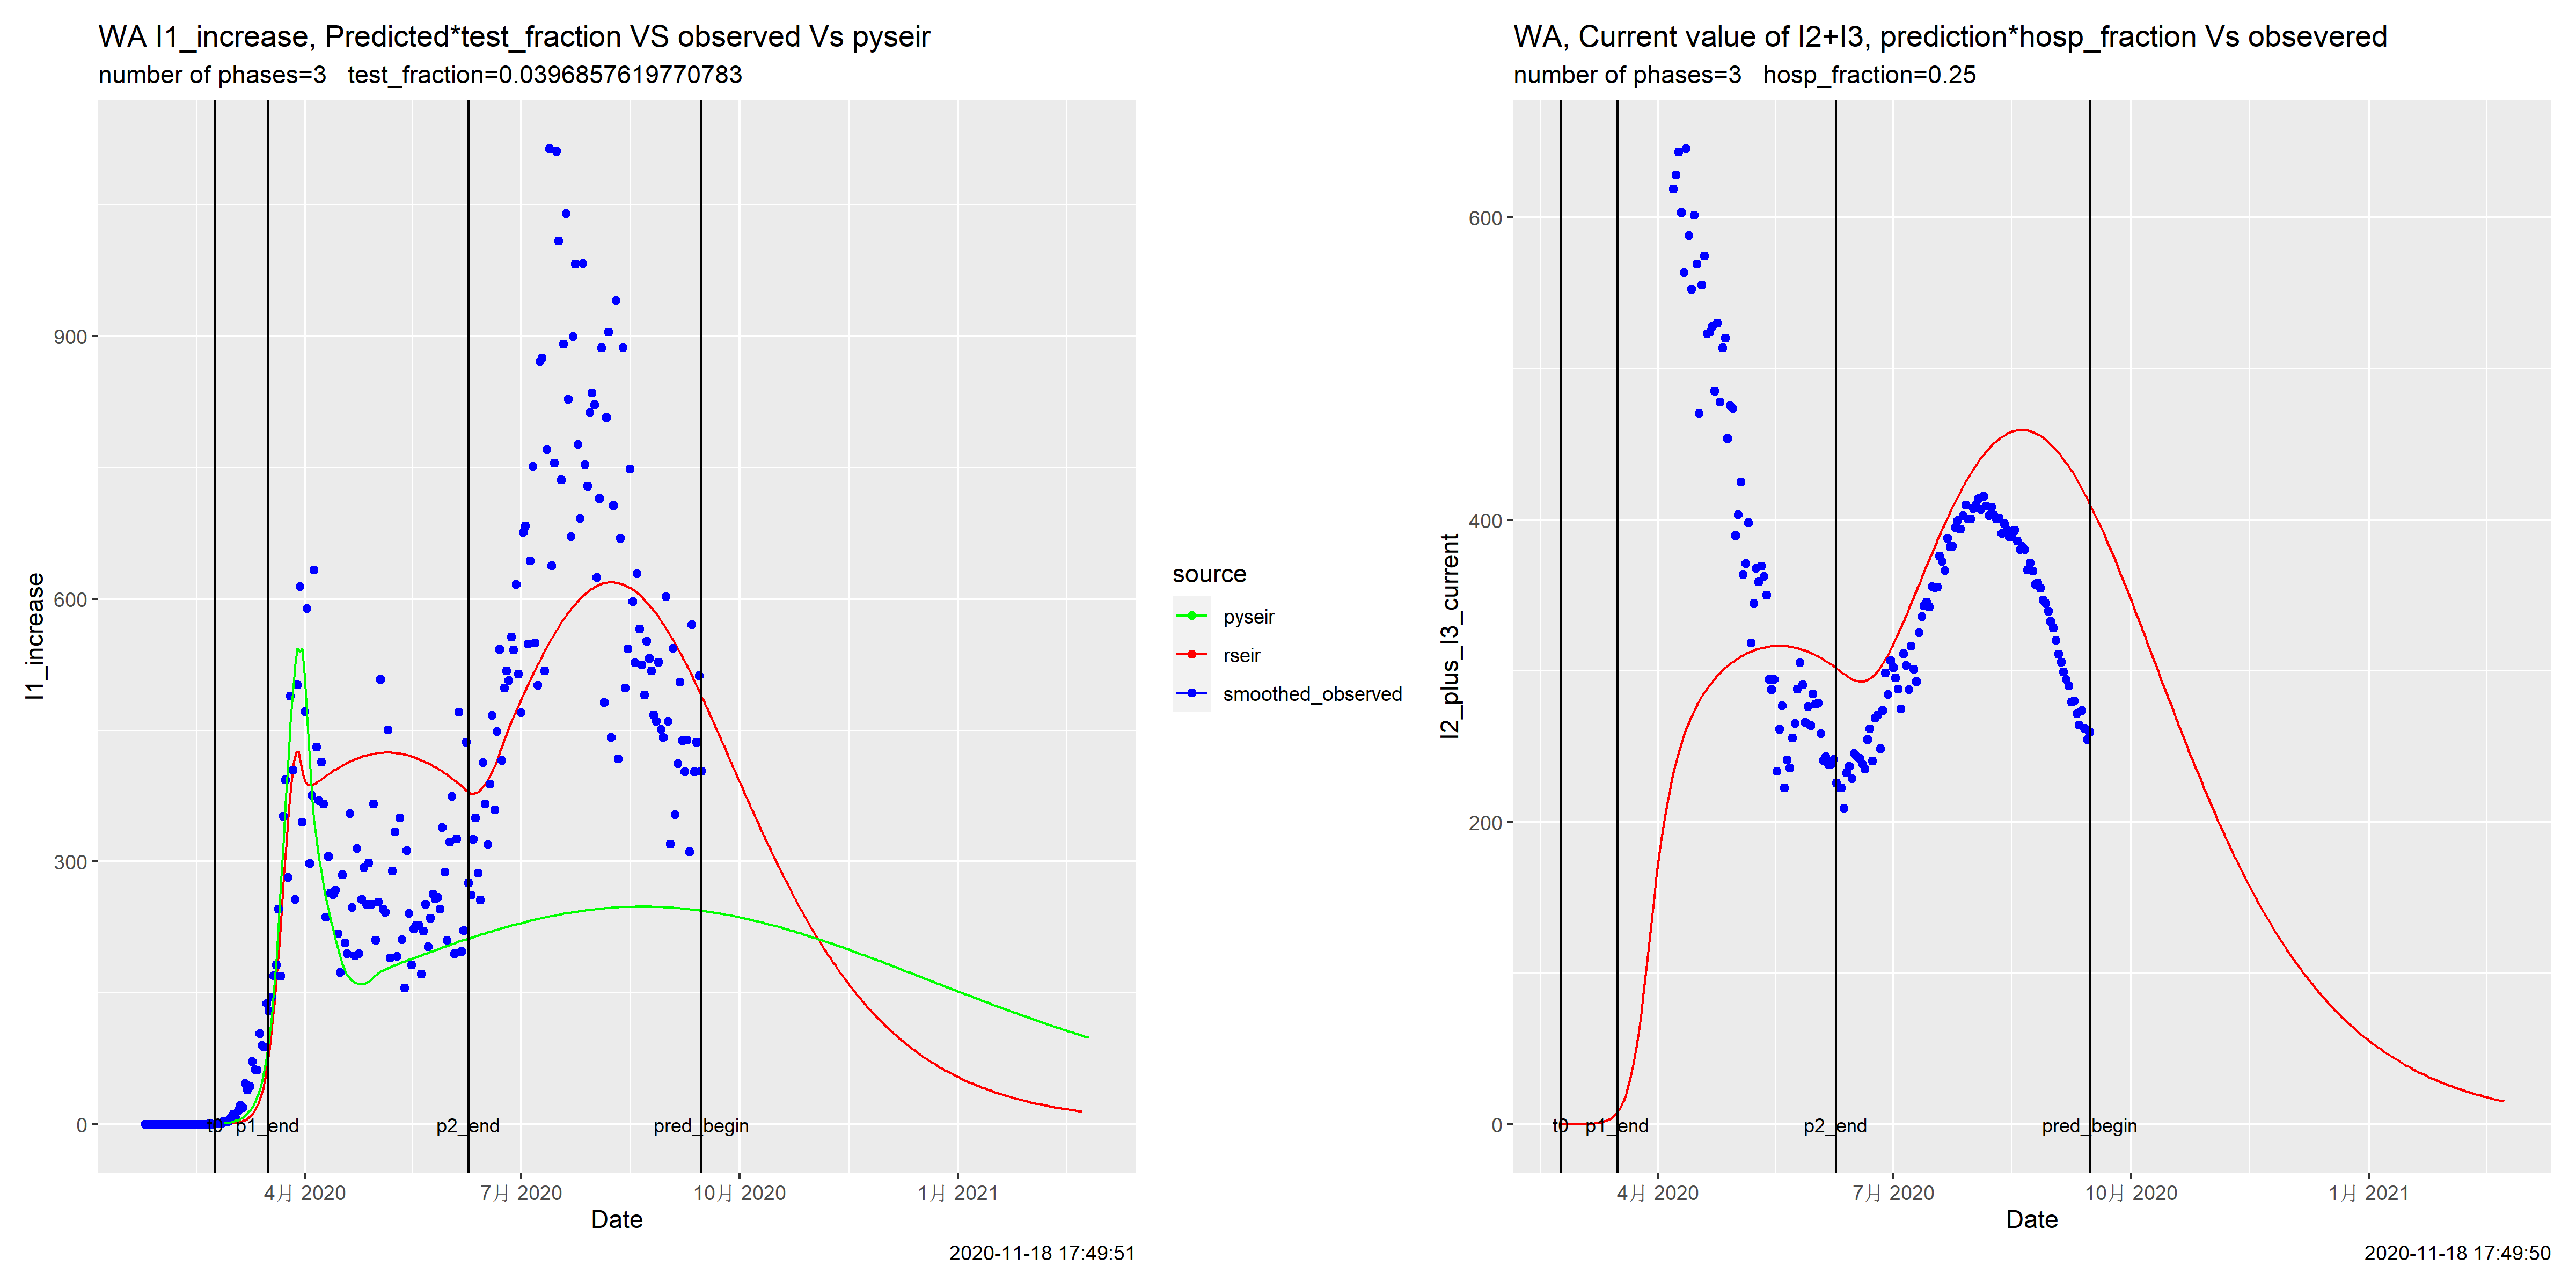 WA I1_increase, Predicted*test_fraction VS observed Vs pyseir
number of phases=3 test_fraction=0.0396857619770783
I1_increase
900
600
300
0
t0 p1_end p2_end pred_begin
4月 2020 7月 2020 10月 2020 1月 2021
Date
2020-11-18 17:49:51
source
pyseir
rseir
smoothed_observed
WA, Current value of I2+I3, prediction*hosp_fraction Vs obsevered
number of phases=3 hosp_fraction=0.25
I2_plus_I3_current
600
400
200
0
t0 p1_end p2_end pred_begin
4月 2020 7月 2020 10月 2020 1月 2021
Date
2020-11-18 17:49:50